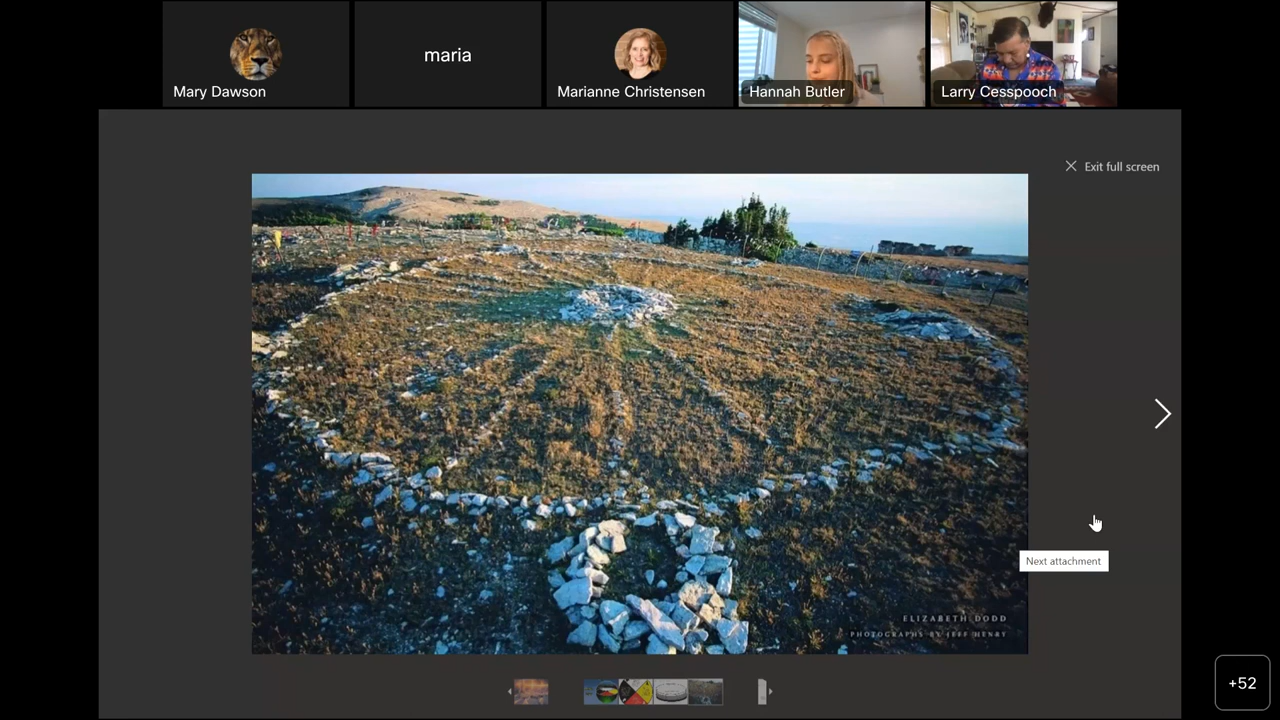 Mary Dawson
maria
Marianne Christensen
Hannah Butler
Larry Cesspooch
Exit full screen
Next attachment
ELIZABETH DODD
PHOTOGRAPHS BY JEFF HENRY
+52